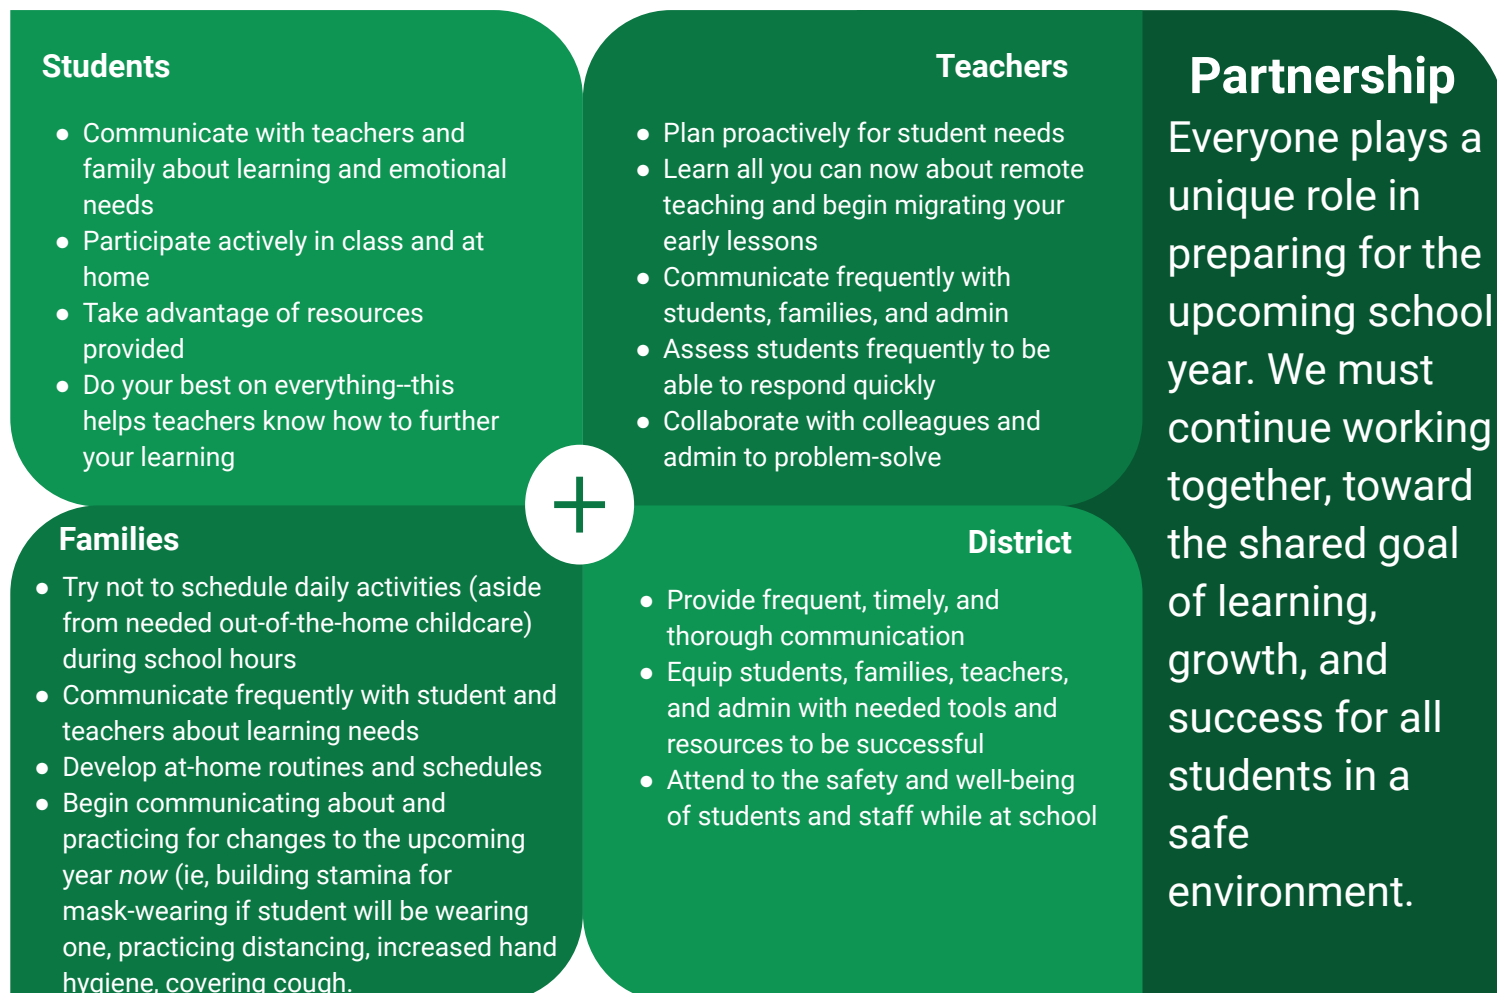 Students
● Communicate with teachers and
family about learning and emotional
needs
● Participate actively in class and at
home
● Take advantage of resources
provided
● Do your best on everything--this
helps teachers know how to further
your learning
Teachers
● Plan proactively for student needs
● Learn all you can now about remote
teaching and begin migrating your
early lessons
● Communicate frequently with
students, families, and admin
● Assess students frequently to be
able to respond quickly
● Collaborate with colleagues and
admin to problem-solve
Families
● Try not to schedule daily activities (aside
from needed out-of-the-home childcare)
during school hours
● Communicate frequently with student and
teachers about learning needs
● Develop at-home routines and schedules
● Begin communicating about and
practicing for changes to the upcoming
year now (ie, building stamina for
mask-wearing if student will be wearing
one, practicing distancing, increased hand
hygiene, covering cough.
District
● Provide frequent, timely, and
thorough communication
● Equip students, families, teachers,
and admin with needed tools and
resources to be successful
● Attend to the safety and well-being
of students and staff while at school
+
Partnership
Everyone plays a
unique role in
preparing for the
upcoming school
year. We must
continue working
together, toward
the shared goal
of learning,
growth, and
success for all
students in a
safe
environment.